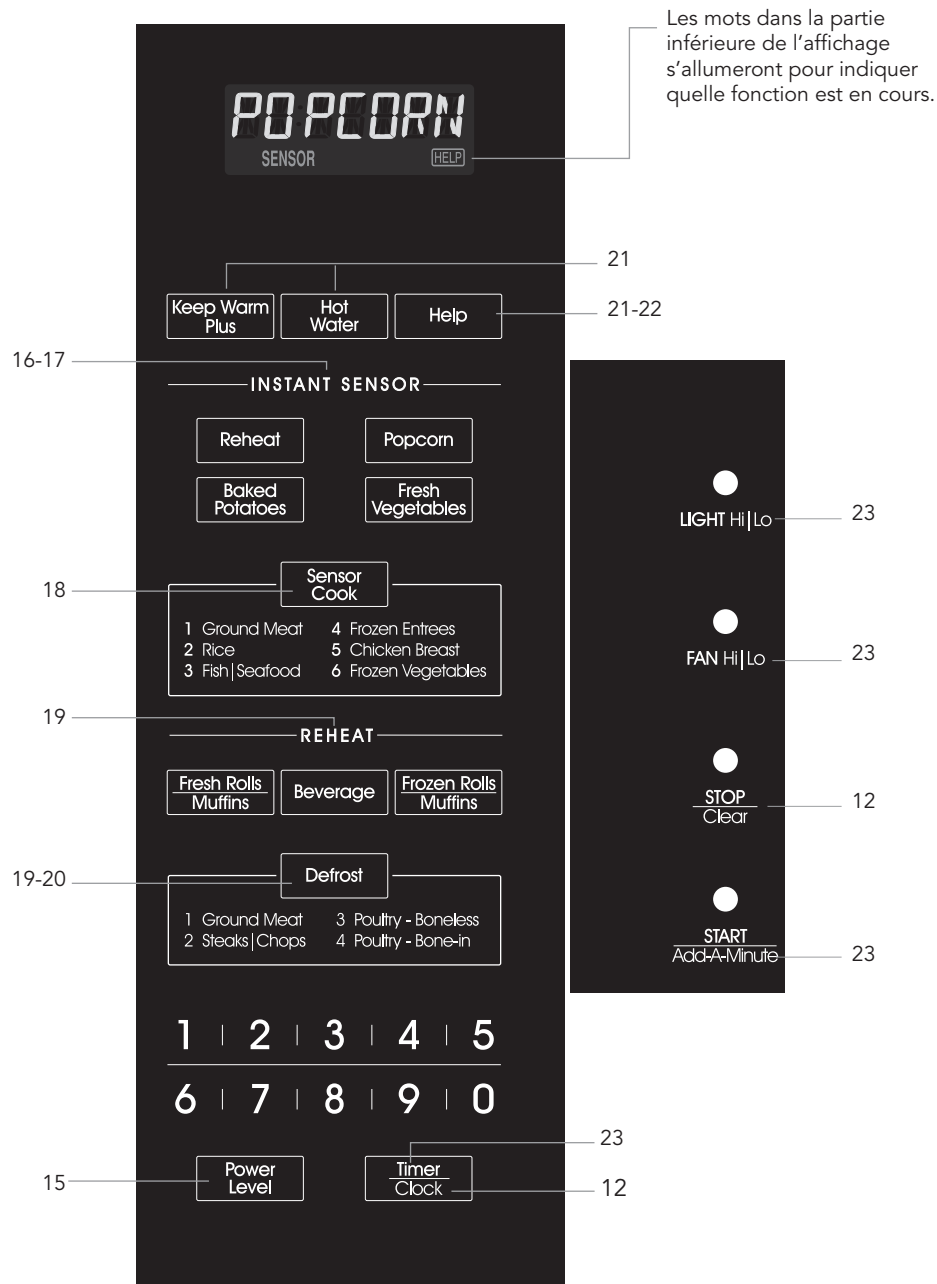 Les mots dans la partie
inférieure de l'affichage
s'allumeront pour indiquer
quelle fonction est en cours.
POPCORN
SENSOR HELP
21
Keep Warm
Plus
Hot
Water
Help
21-22
16-17
INSTANT SENSOR
Reheat
Popcorn
Baked
Potatoes
Fresh
Vegetables
18
Sensor
Cook
1 Ground Meat
2 Rice
3 Fish|Seafood
4 Frozen Entrees
5 Chicken Breast
6 Frozen Vegetables
19
REHEAT
Fresh Rolls
Muffins
Beverage
Frozen Rolls
Muffins
19-20
Defrost
1 Ground Meat
2 Steaks|Chops
3 Poultry - Boneless
4 Poultry - Bone-in
1 | 2 | 3 | 4 | 5
6 | 7 | 8 | 9 | 0
15
Power
Level
23
Timer
Clock
12
LIGHT Hi|Lo
23
FAN Hi|Lo
23
STOP
Clear
12
START
Add-A-Minute
23